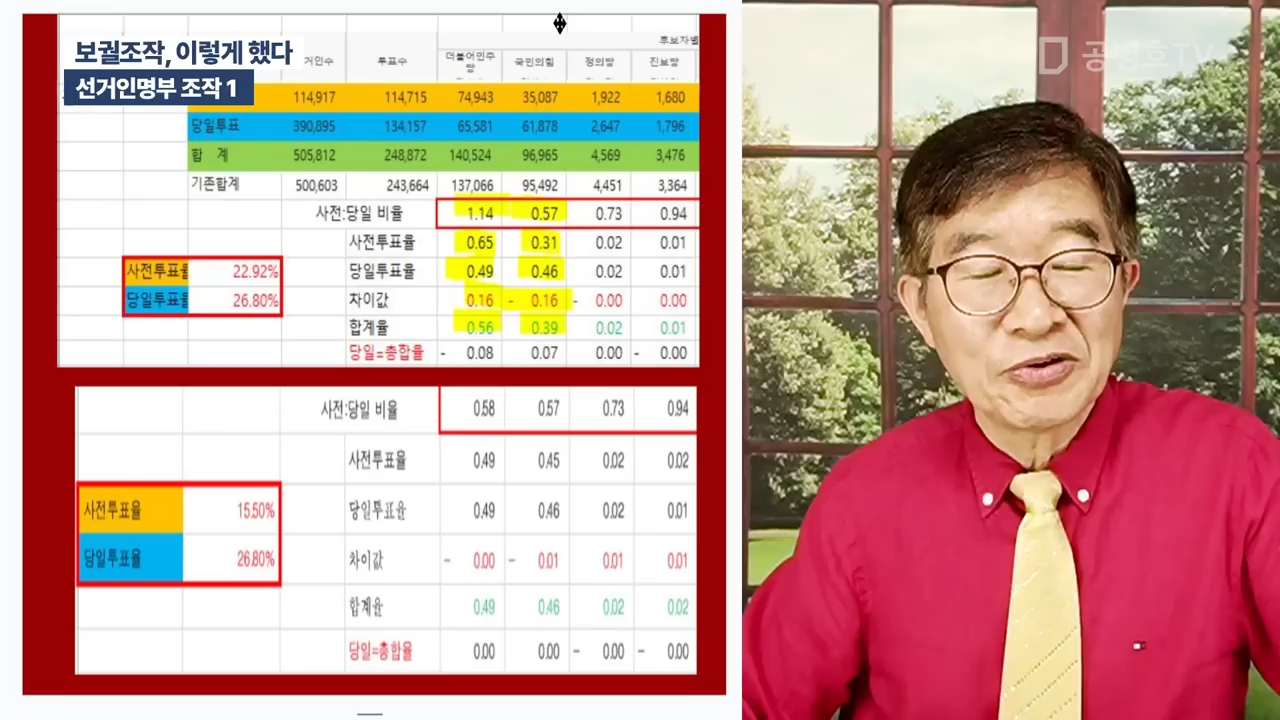 보궐조작, 이렇게 했다
선거인명부 조작 1
공병호TV
후보자별
거인수 투표수 더불어민주당 국민의힘 정의당 진보당
114,917 114,715 74,943 35,087 1,922 1,680
당일투표 390,895 134,157 65,581 61,878 2,647 1,796
합 계 505,812 248,872 140,524 96,965 4,569 3,476
기존합계 500,603 243,664 137,066 95,492 4,451 3,364
사전:당일 비율 1.14 0.57 0.73 0.94
사전투표율 0.65 0.31 0.02 0.01
사전투표율 22.92% 당일투표율 0.49 0.46 0.02 0.01
당일투표율 26.80% 차이값 0.16 - 0.16 - 0.00 0.00
합계율 0.56 0.39 0.02 0.01
당일=총합율 - 0.08 0.07 0.00 - 0.00
사전:당일 비율 0.58 0.57 0.73 0.94
사전투표율 0.49 0.45 0.02 0.02
사전투표율 15.50% 당일투표율 0.49 0.46 0.02 0.01
당일투표율 26.80% 차이값 - 0.00 - 0.01 0.01 0.01
합계율 0.49 0.46 0.02 0.02
당일=총합율 0.00 0.00 - 0.00 - 0.00